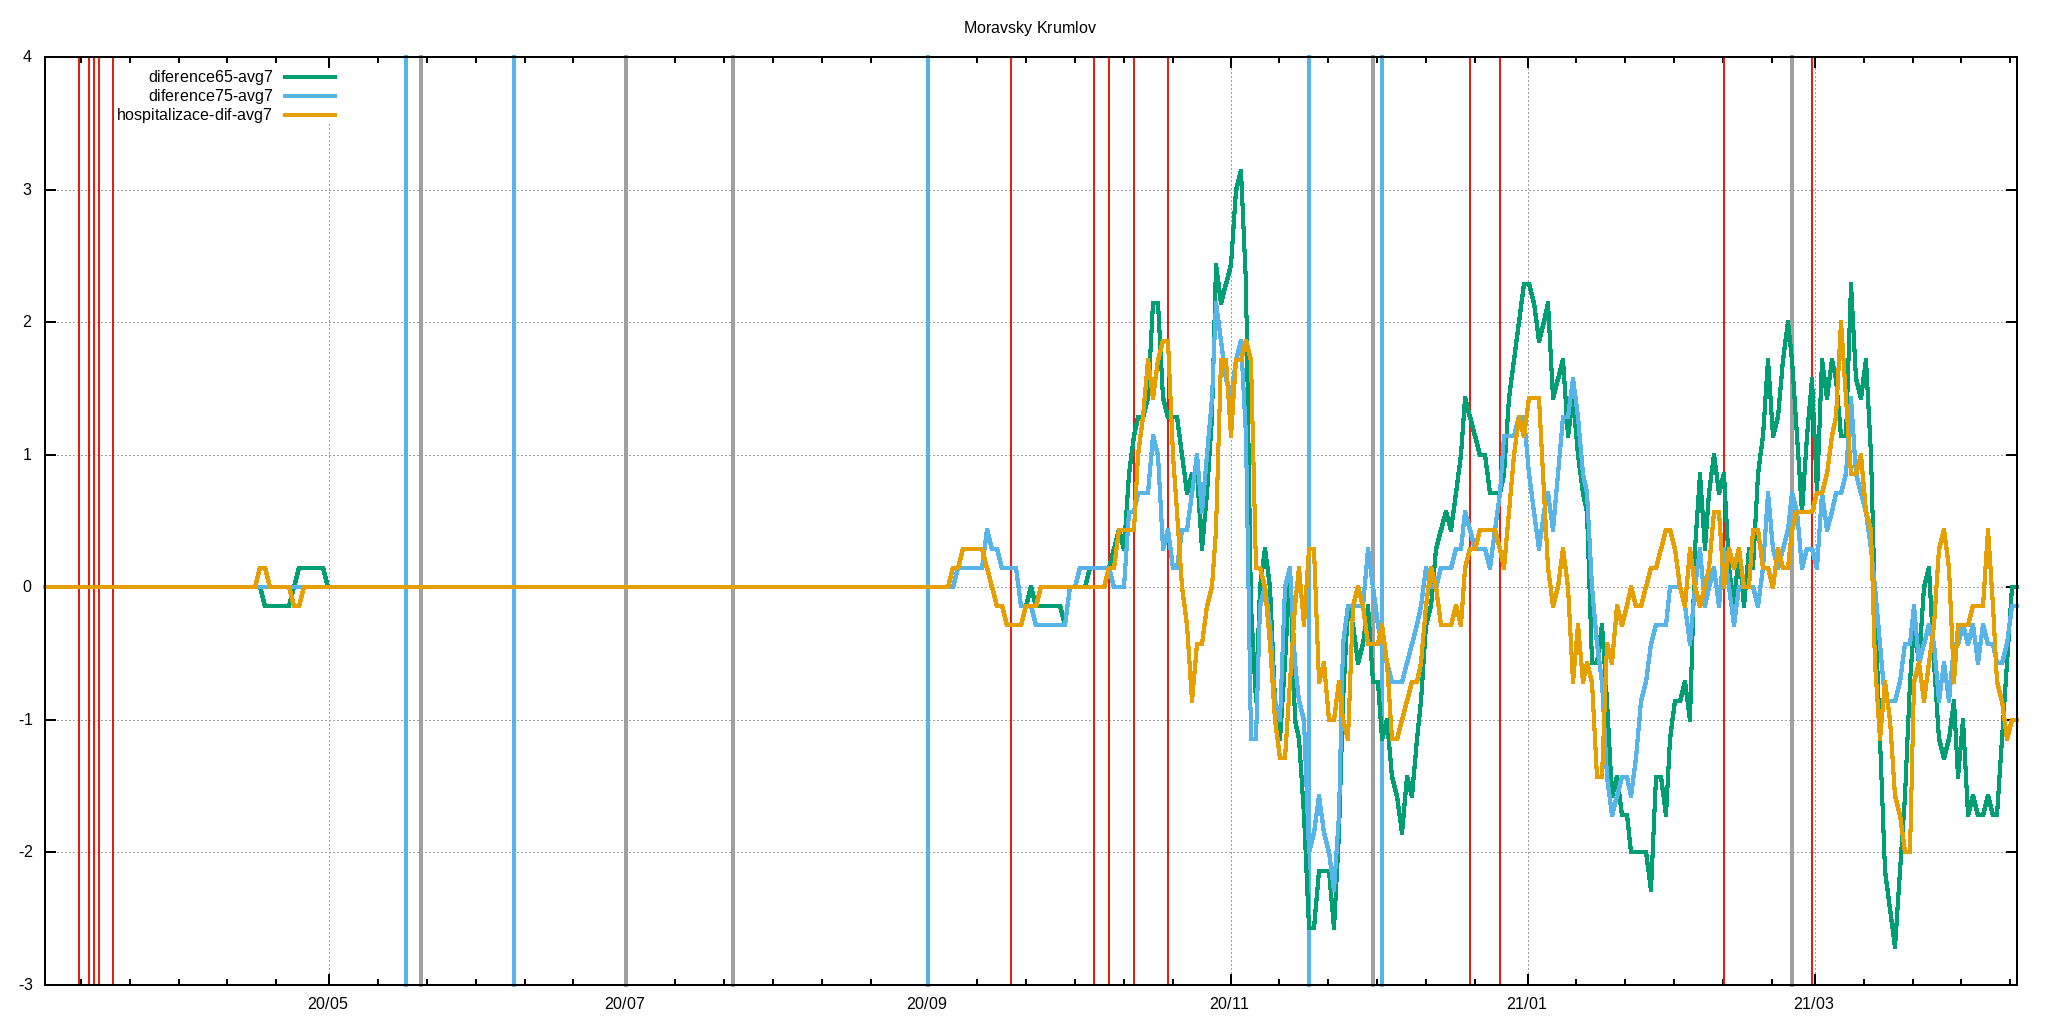 Moravsky Krumlov
diference65-avg7
diference75-avg7
hospitalizace-dif-avg7
4
3
2
1
0
-1
-2
-3
20/05 20/07 20/09 20/11 21/01 21/03